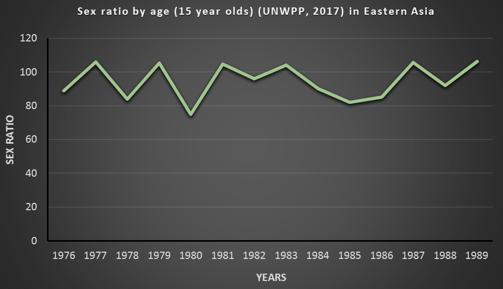 Sex ratio by age (15 year olds) (UNWPP, 2017) in Eastern Asia
120
100
80
60
40
20
0
SEX RATIO
1976 1977 1978 1979 1980 1981 1982 1983 1984 1985 1986 1987 1988 1989
YEARS